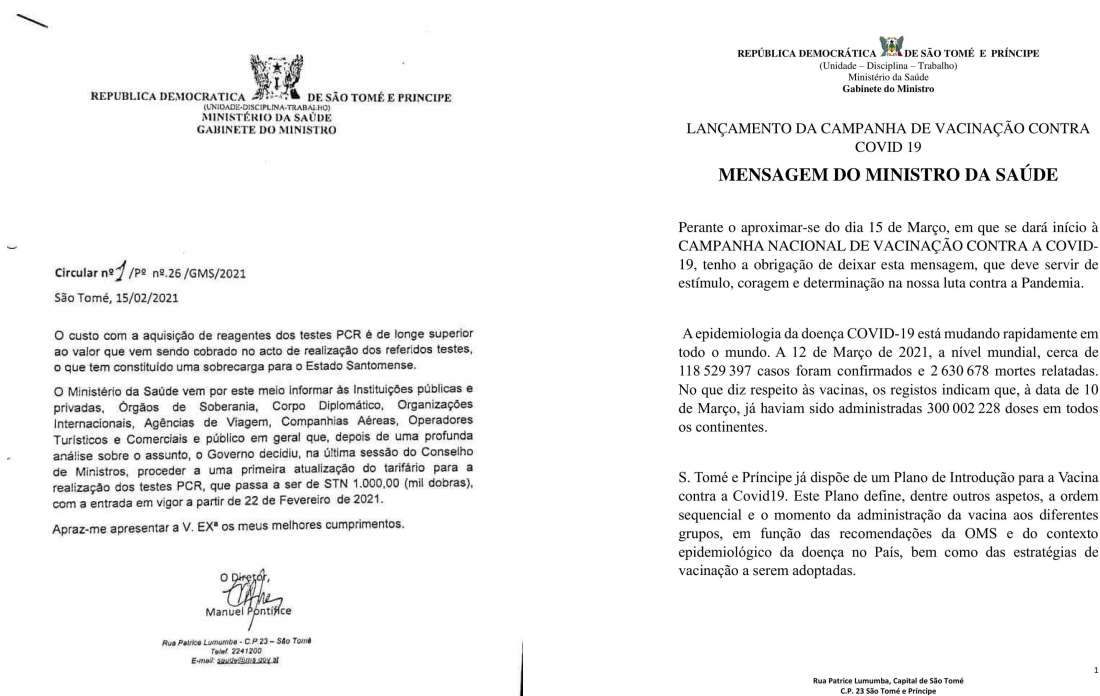 REPUBLICA DEMOCRATICA DE SÃO TOMÉ E PRINCIPE
(UNIDADE-DISCIPLINA-TRABALHO)
MINISTÉRIO DA SAÚDE
GABINETE DO MINISTRO
Circular nº 1 /Pº nº.26 /GMS/2021
São Tomé, 15/02/2021
O custo com a aquisição de reagentes dos testes PCR é de longe superior
ao valor que vem sendo cobrado no acto de realização dos referidos testes,
o que tem constituído uma sobrecarga para o Estado Santomense.
O Ministério da Saúde vem por este meio informar às Instituições públicas e
privadas, Órgãos de Soberania, Corpo Diplomático, Organizações
Internacionais, Agências de Viagem, Companhias Aéreas, Operadores
Turísticos e Comerciais e público em geral que, depois de uma profunda
análise sobre o assunto, o Governo decidiu, na última sessão do Conselho
de Ministros, proceder a uma primeira atualização do tarifário para a
realização dos testes PCR, que passa a ser de STN 1.000,00 (mil dobras),
com a entrada em vigor a partir de 22 de Fevereiro de 2021.
Apraz-me apresentar a V. EXª os meus melhores cumprimentos.
O Diretor,
Manuel Pontífice
Rua Patrice Lumumba - C.P.23 – São Tomé
Telef. 2241200
E-mail: saude@ms.gov.st
REPÚBLICA DEMOCRÁTICA DE SÃO TOMÉ E PRÍNCIPE
(Unidade – Disciplina – Trabalho)
Ministério da Saúde
Gabinete do Ministro
LANÇAMENTO DA CAMPANHA DE VACINAÇÃO CONTRA
COVID 19
MENSAGEM DO MINISTRO DA SAÚDE
Perante o aproximar-se do dia 15 de Março, em que se dará início à
CAMPANHA NACIONAL DE VACINAÇÃO CONTRA A COVID-
19, tenho a obrigação de deixar esta mensagem, que deve servir de
estímulo, coragem e determinação na nossa luta contra a Pandemia.
A epidemiologia da doença COVID-19 está mudando rapidamente em
todo o mundo. A 12 de Março de 2021, a nível mundial, cerca de
118 529 397 casos foram confirmados e 2 630 678 mortes relatadas.
No que diz respeito às vacinas, os registos indicam que, à data de 10
de Março, já haviam sido administradas 300 002 228 doses em todos
os continentes.
S. Tomé e Príncipe já dispõe de um Plano de Introdução para a Vacina
contra a Covid19. Este Plano define, dentre outros aspetos, a ordem
sequencial e o momento da administração da vacina aos diferentes
grupos, em função das recomendações da OMS e do contexto
epidemiológico da doença no País, bem como das estratégias de
vacinação a serem adoptadas.
1
Rua Patrice Lumumba, Capital de São Tomé
C.P. 23 São Tomé e Príncipe